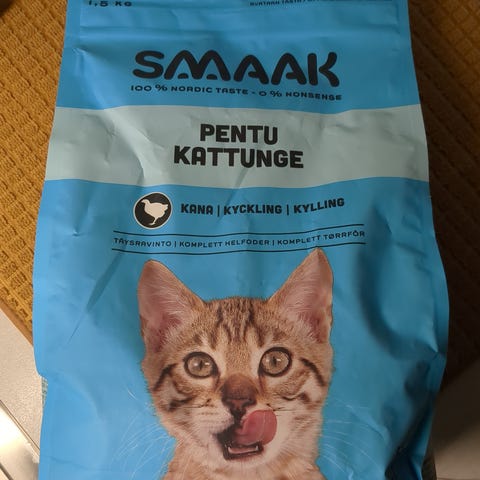 1,5 KG
SMAAK
100 % NORDIC TASTE - 0 % NONSENSE
PENTU
KATTUNGE
KANA | KYCKLING | KYLLING
TÄYSRAVINTO | KOMPLETT HELFODER | KOMPLETT TØRRFÔR